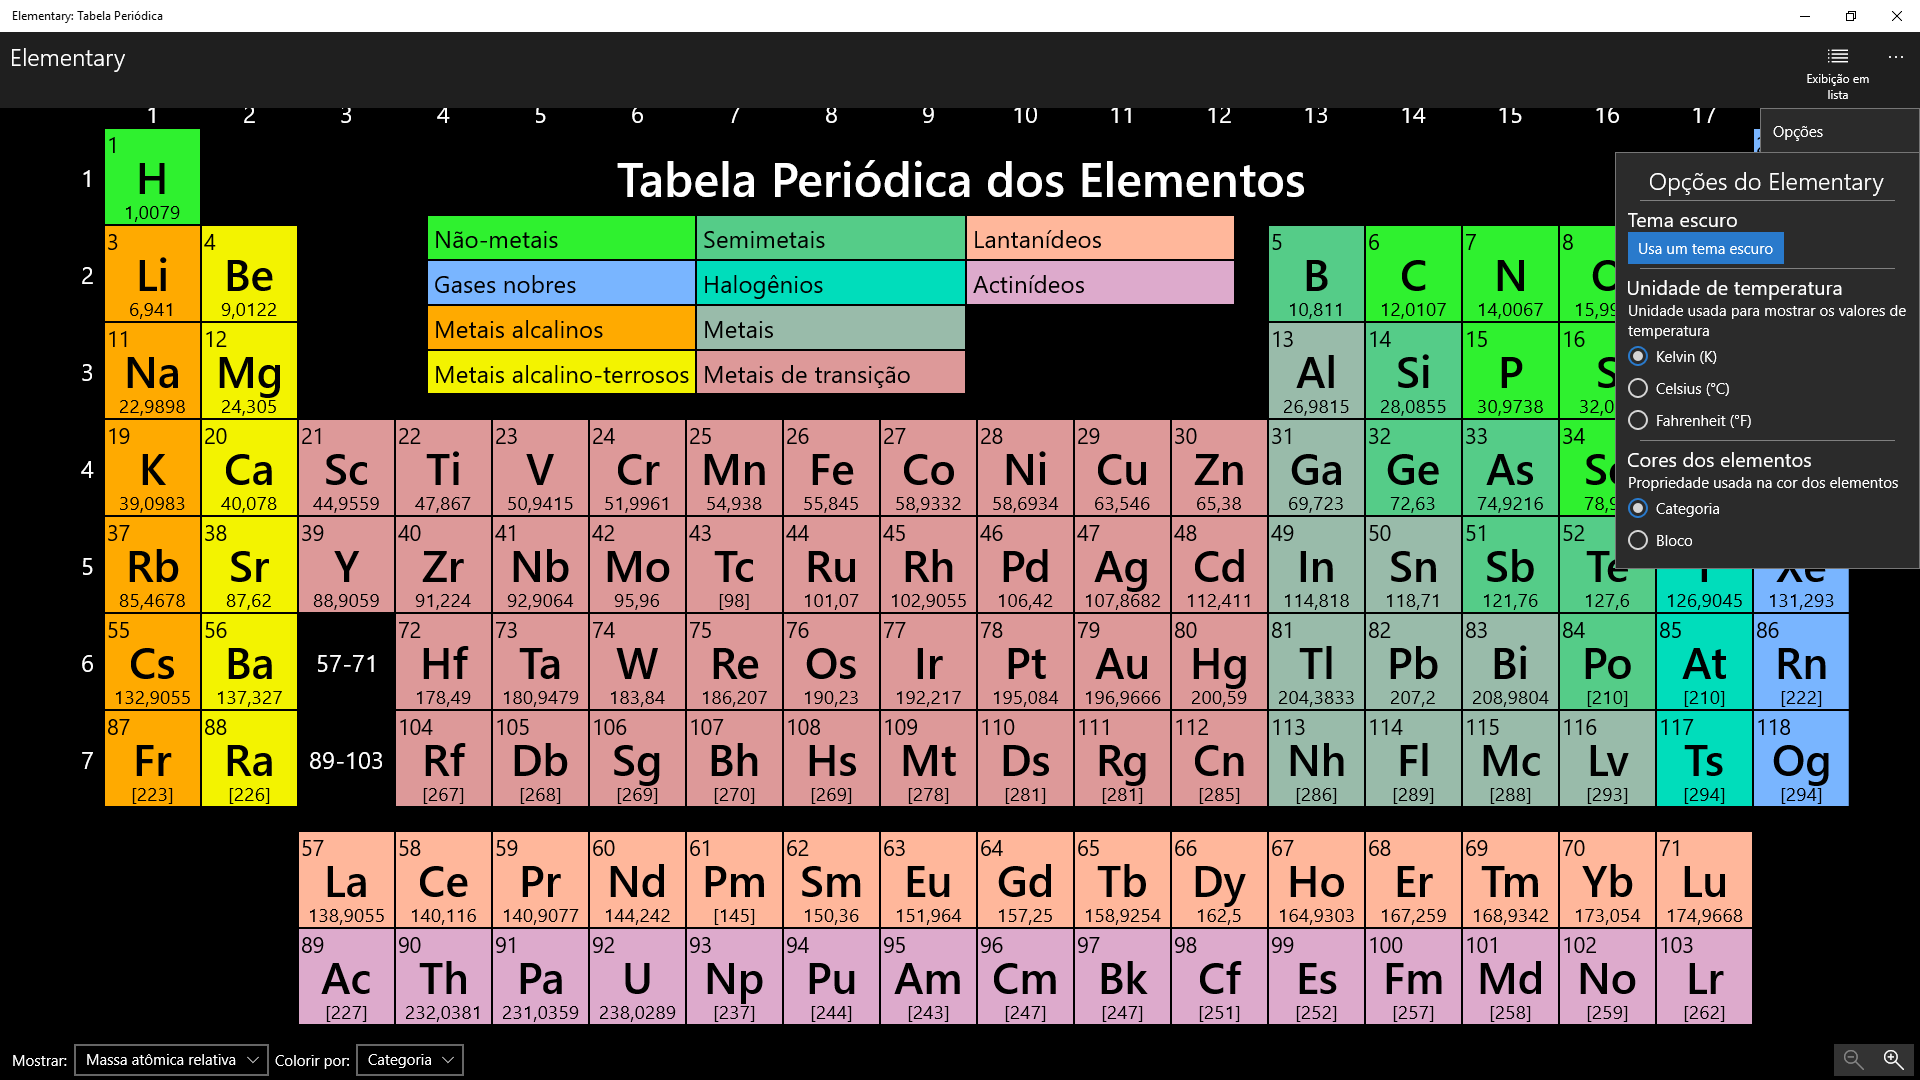 Elementary: Tabela Periódica
Elementary
Exibição em
lista
1 2 3 4 5 6 7 8 9 10 11 12 13 14 15 16 17
Opções
Opções do Elementary
Tema escuro
Usa um tema escuro
Unidade de temperatura
Unidade usada para mostrar os valores de
temperatura
Kelvin (K)
Celsius (°C)
Fahrenheit (°F)
Cores dos elementos
Propriedade usada na cor dos elementos
Categoria
Bloco
Tabela Periódica dos Elementos
Não-metais Semimetais Lantanídeos
Gases nobres Halogênios Actinídeos
Metais alcalinos Metais
Metais alcalino-terrosos Metais de transição
1
1 H
1,0079
3 4 5 6 7 8
2 Li Be B C N
6,941 9,0122 10,811 12,0107 14,0067
11 12 13 14 15 16
3 Na Mg Al Si P
22,9898 24,305 26,9815 28,0855 30,9738
19 20 21 22 23 24 25 26 27 28 29 30 31 32 33 34
4 K Ca Sc Ti V Cr Mn Fe Co Ni Cu Zn Ga Ge As
39,0983 40,078 44,9559 47,867 50,9415 51,9961 54,938 55,845 58,9332 58,6934 63,546 65,38 69,723 72,63 74,9216
37 38 39 40 41 42 43 44 45 46 47 48 49 50 51 52
5 Rb Sr Y Zr Nb Mo Tc Ru Rh Pd Ag Cd In Sn Sb Te I Xe
85,4678 87,62 88,9059 91,224 92,9064 95,96 [98] 101,07 102,9055 106,42 107,8682 112,411 114,818 118,71 121,76 127,6 126,9045 131,293
55 56 72 73 74 75 76 77 78 79 80 81 82 83 84 85 86
6 Cs Ba 57-71 Hf Ta W Re Os Ir Pt Au Hg Tl Pb Bi Po At Rn
132,9055 137,327 178,49 180,9479 183,84 186,207 190,23 192,217 195,084 196,9666 200,59 204,3833 207,2 208,9804 [210] [210] [222]
87 88 104 105 106 107 108 109 110 111 112 113 114 115 116 117 118
7 Fr Ra 89-103 Rf Db Sg Bh Hs Mt Ds Rg Cn Nh Fl Mc Lv Ts Og
[223] [226] [267] [268] [269] [270] [269] [278] [281] [281] [285] [286] [289] [288] [293] [294] [294]
57 58 59 60 61 62 63 64 65 66 67 68 69 70 71
La Ce Pr Nd Pm Sm Eu Gd Tb Dy Ho Er Tm Yb Lu
138,9055 140,116 140,9077 144,242 [145] 150,36 151,964 157,25 158,9254 162,5 164,9303 167,259 168,9342 173,054 174,9668
89 90 91 92 93 94 95 96 97 98 99 100 101 102 103
Ac Th Pa U Np Pu Am Cm Bk Cf Es Fm Md No Lr
[227] 232,0381 231,0359 238,0289 [237] [244] [243] [247] [247] [251] [252] [257] [258] [259] [262]
Mostrar: Massa atômica relativa Colorir por: Categoria